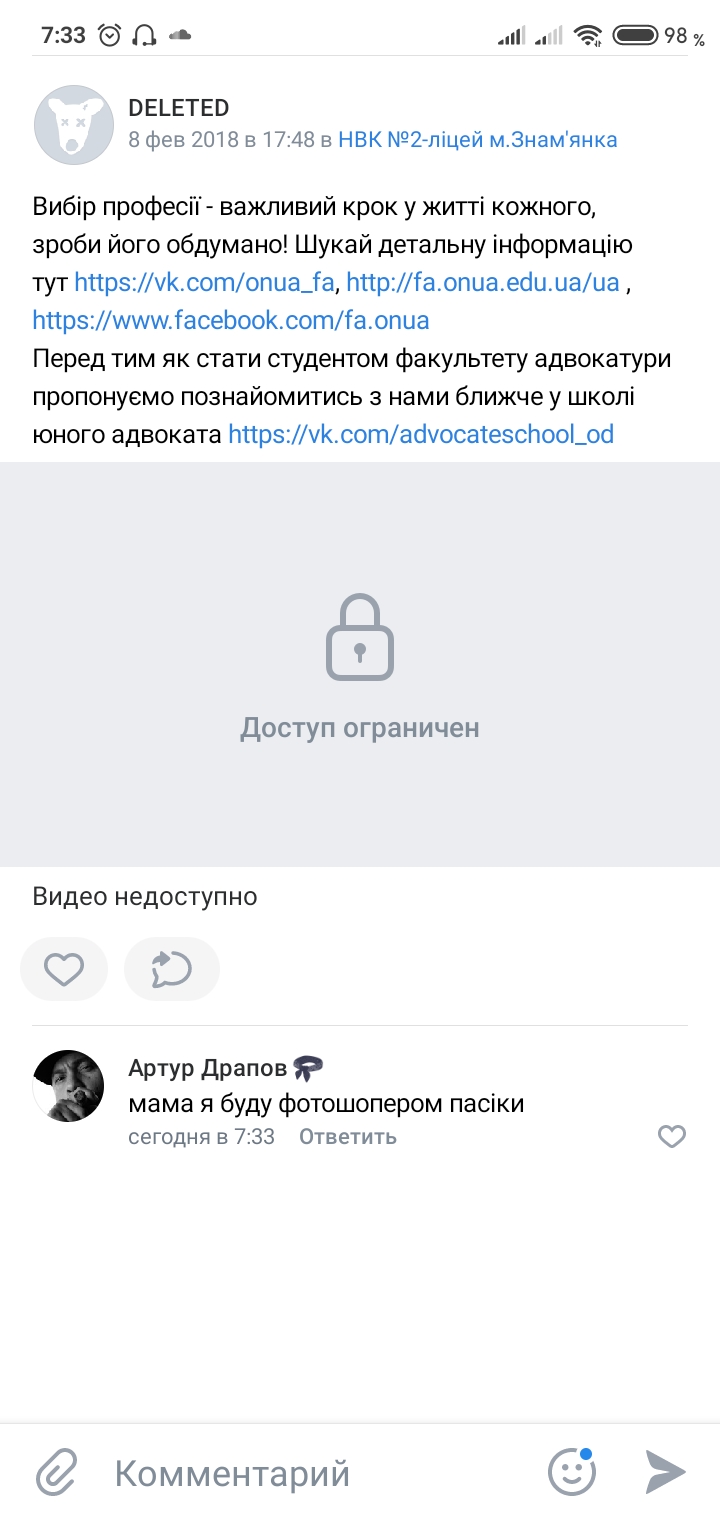 7:33
98 %
DELETED
8 фев 2018 в 17:48 в НВК №2-ліцей м.Знам'янка
Вибір професії - важливий крок у житті кожного,
зроби його обдумано! Шукай детальну інформацію
тут https://vk.com/onua_fa, http://fa.onua.edu.ua/ua ,
https://www.facebook.com/fa.onua
Перед тим як стати студентом факультету адвокатури
пропонуємо познайомитись з нами ближче у школі
юного адвоката https://vk.com/advocateschool_od
Доступ ограничен
Видео недоступно
Артур Драпов
мама я буду фотошопером пасіки
сегодня в 7:33 Ответить
Комментарий